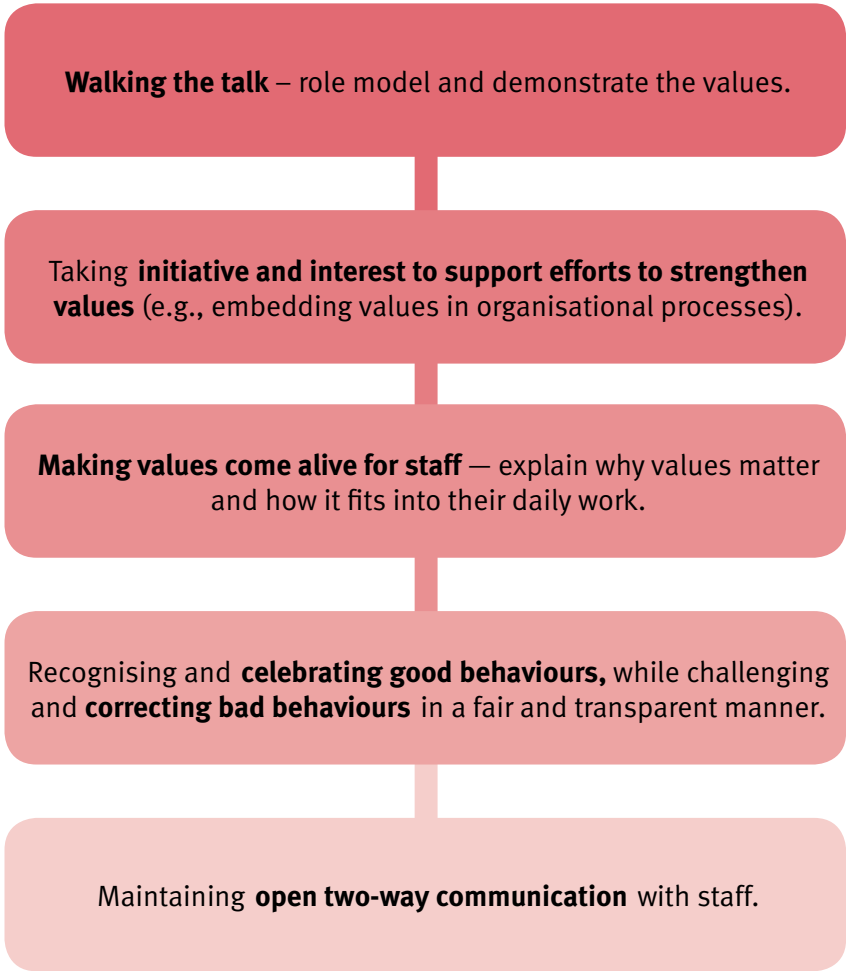 Walking the talk – role model and demonstrate the values.
Taking initiative and interest to support efforts to strengthen
values (e.g., embedding values in organisational processes).
Making values come alive for staff — explain why values matter
and how it fits into their daily work.
Recognising and celebrating good behaviours, while challenging
and correcting bad behaviours in a fair and transparent manner.
Maintaining open two-way communication with staff.